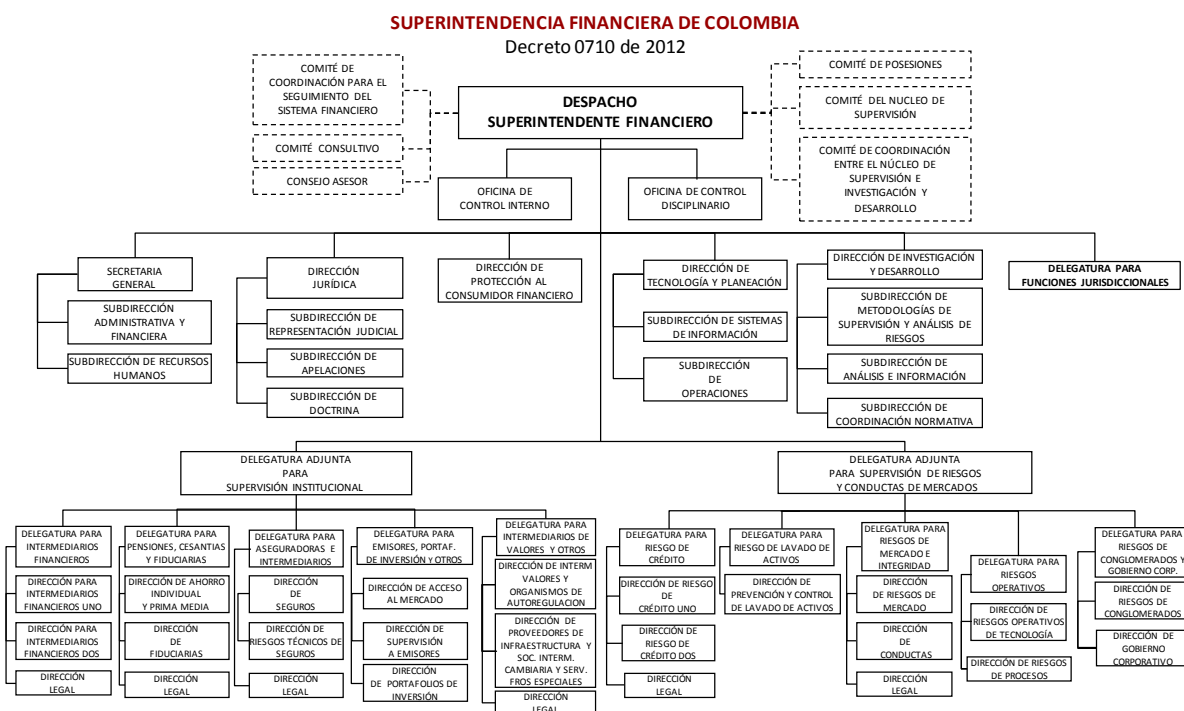 SUPERINTENDENCIA FINANCIERA DE COLOMBIA
Decreto 0710 de 2012
COMITÉ DE
COORDINACIÓN PARA EL
SEGUIMIENTO DEL
SISTEMA FINANCIERO
COMITÉ CONSULTIVO
CONSEJO ASESOR
DESPACHO
SUPERINTENDENTE FINANCIERO
COMITÉ DE POSESIONES
COMITÉ DEL NUCLEO DE
SUPERVISIÓN
COMITÉ DE COORDINACIÓN
ENTRE EL NÚCLEO DE
SUPERVISIÓN E
INVESTIGACIÓN Y
DESARROLLO
OFICINA DE
CONTROL INTERNO
OFICINA DE CONTROL
DISCIPLINARIO
SECRETARIA
GENERAL
SUBDIRECCIÓN
ADMINISTRATIVA Y
FINANCIERA
SUBDIRECCIÓN DE RECURSOS
HUMANOS
DIRECCIÓN
JURÍDICA
SUBDIRECCIÓN DE
REPRESENTACIÓN JUDICIAL
SUBDIRECCIÓN DE
APELACIONES
SUBDIRECCIÓN DE
DOCTRINA
DIRECCIÓN DE
PROTECCIÓN AL
CONSUMIDOR FINANCIERO
DIRECCIÓN DE
TECNOLOGÍA Y PLANEACIÓN
SUBDIRECCIÓN DE SISTEMAS
DE INFORMACIÓN
SUBDIRECCIÓN
DE
OPERACIONES
DIRECCIÓN DE INVESTIGACIÓN
Y DESARROLLO
SUBDIRECCIÓN DE
METODOLOGÍAS DE
SUPERVISIÓN Y ANÁLISIS DE
RIESGOS
SUBDIRECCIÓN DE
ANÁLISIS E INFORMACIÓN
SUBDIRECCIÓN DE
COORDINACIÓN NORMATIVA
DELEGATURA PARA
FUNCIONES JURISDICCIONALES
DELEGATURA ADJUNTA
PARA
SUPERVISIÓN INSTITUCIONAL
DELEGATURA PARA
INTERMEDIARIOS
FINANCIEROS
DIRECCIÓN PARA
INTERMEDIARIOS
FINANCIEROS UNO
DIRECCIÓN PARA
INTERMEDIARIOS
FINANCIEROS DOS
DIRECCIÓN
LEGAL
DELEGATURA PARA
PENSIONES, CESANTIAS
Y FIDUCIARIAS
DIRECCIÓN DE AHORRO
INDIVIDUAL
Y PRIMA MEDIA
DIRECCIÓN
DE
FIDUCIARIAS
DIRECCIÓN
LEGAL
DELEGATURA PARA
ASEGURADORAS E
INTERMEDIARIOS
DIRECCIÓN
DE
SEGUROS
DIRECCIÓN DE
RIESGOS TÉCNICOS DE
SEGUROS
DIRECCIÓN
LEGAL
DELEGATURA PARA
EMISORES, PORTAF.
DE INVERSIÓN Y OTROS
DIRECCIÓN DE ACCESO
AL MERCADO
DIRECCIÓN DE
SUPERVISIÓN
A EMISORES
DIRECCIÓN
DE PORTAFOLIOS DE
INVERSIÓN
DELEGATURA PARA
INTERMEDIARIOS DE
VALORES Y OTROS
DIRECCIÓN DE INTERM
VALORES Y
ORGANISMOS DE
AUTOREGULACION
DIRECCIÓN DE
PROVEEDORES DE
INFRAESTRUCTURA Y
SOC. INTERM.
CAMBIARIA Y SERV.
FROS ESPECIALES
DIRECCIÓN
LEGAL
DELEGATURA ADJUNTA
PARA SUPERVISIÓN DE RIESGOS
Y CONDUCTAS DE MERCADOS
DELEGATURA PARA
RIESGO DE
CRÉDITO
DIRECCIÓN DE RIESGO
DE
CRÉDITO UNO
DIRECCIÓN DE
RIESGO DE
CRÉDITO DOS
DIRECCIÓN
LEGAL
DELEGATURA PARA
RIESGO DE LAVADO DE
ACTIVOS
DIRECCIÓN DE
PREVENCIÓN Y CONTROL
DE LAVADO DE ACTIVOS
DELEGATURA PARA
RIESGOS DE
MERCADO E
INTEGRIDAD
DIRECCIÓN
DE RIESGOS DE
MERCADO
DIRECCIÓN
DE
CONDUCTAS
DIRECCIÓN
LEGAL
DELEGATURA PARA
RIESGOS
OPERATIVOS
DIRECCIÓN DE
RIESGOS OPERATIVOS
DE TECNOLOGÍA
DIRECCIÓN DE RIESGOS
DE PROCESOS
DELEGATURA PARA
RIESGOS DE
CONGLOMERADOS Y
GOBIERNO CORP.
DIRECCIÓN DE
RIESGOS DE
CONGLOMERADOS
DIRECCIÓN DE
GOBIERNO
CORPORATIVO